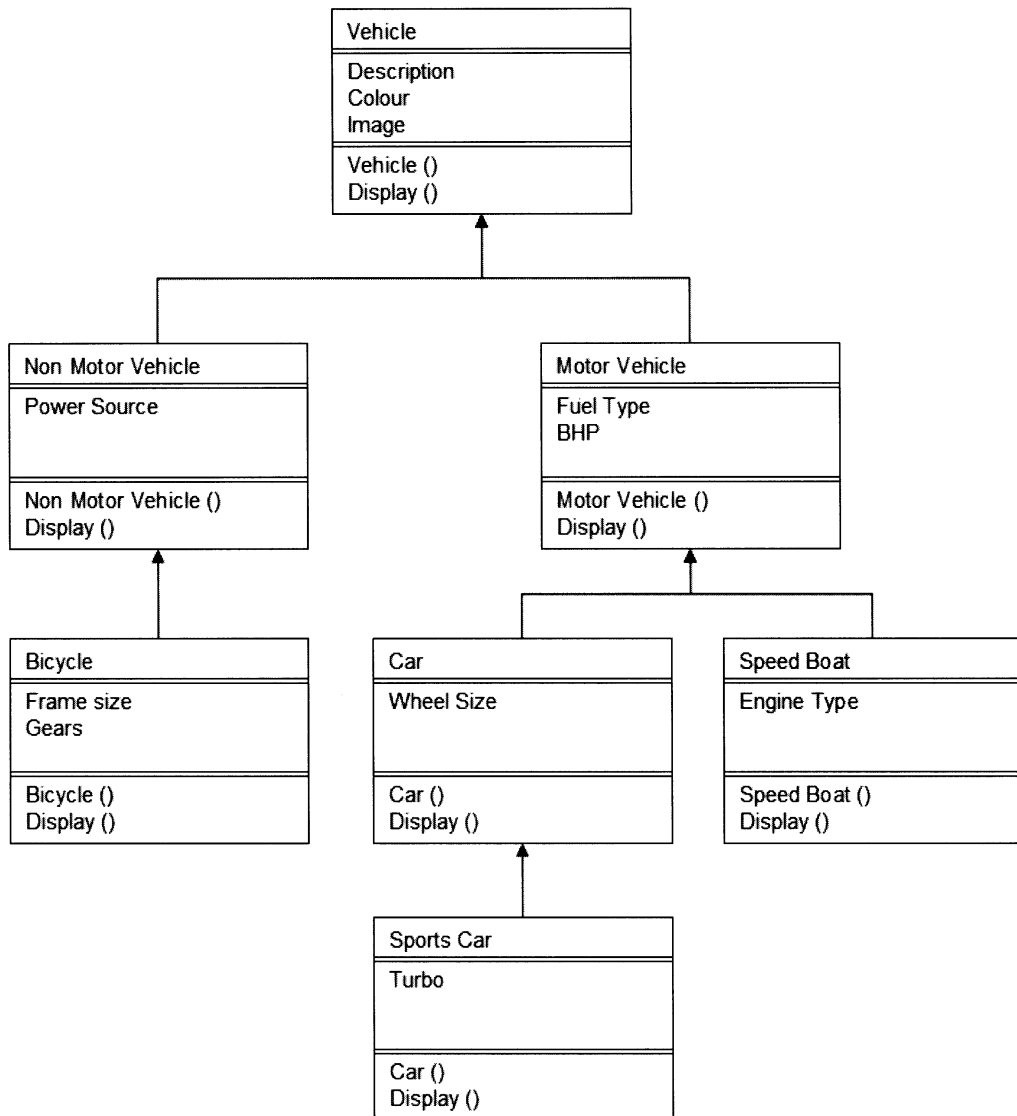 Vehicle
Description
Colour
Image
Vehicle ()
Display ()
Non Motor Vehicle
Power Source
Non Motor Vehicle ()
Display ()
Motor Vehicle
Fuel Type
BHP
Motor Vehicle ()
Display ()
Bicycle
Frame size
Gears
Bicycle ()
Display ()
Car
Wheel Size
Car ()
Display ()
Speed Boat
Engine Type
Speed Boat ()
Display ()
Sports Car
Turbo
Car ()
Display ()